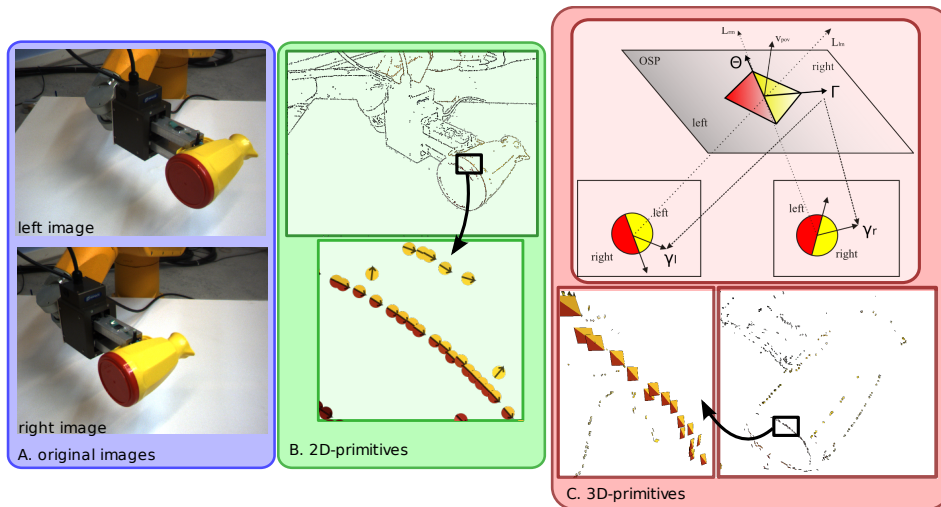 left image
right image
A. original images
B. 2D-primitives
OSP
Θ
v
Γ
right
left
left
right
γl
left
right
γr
C. 3D-primitives